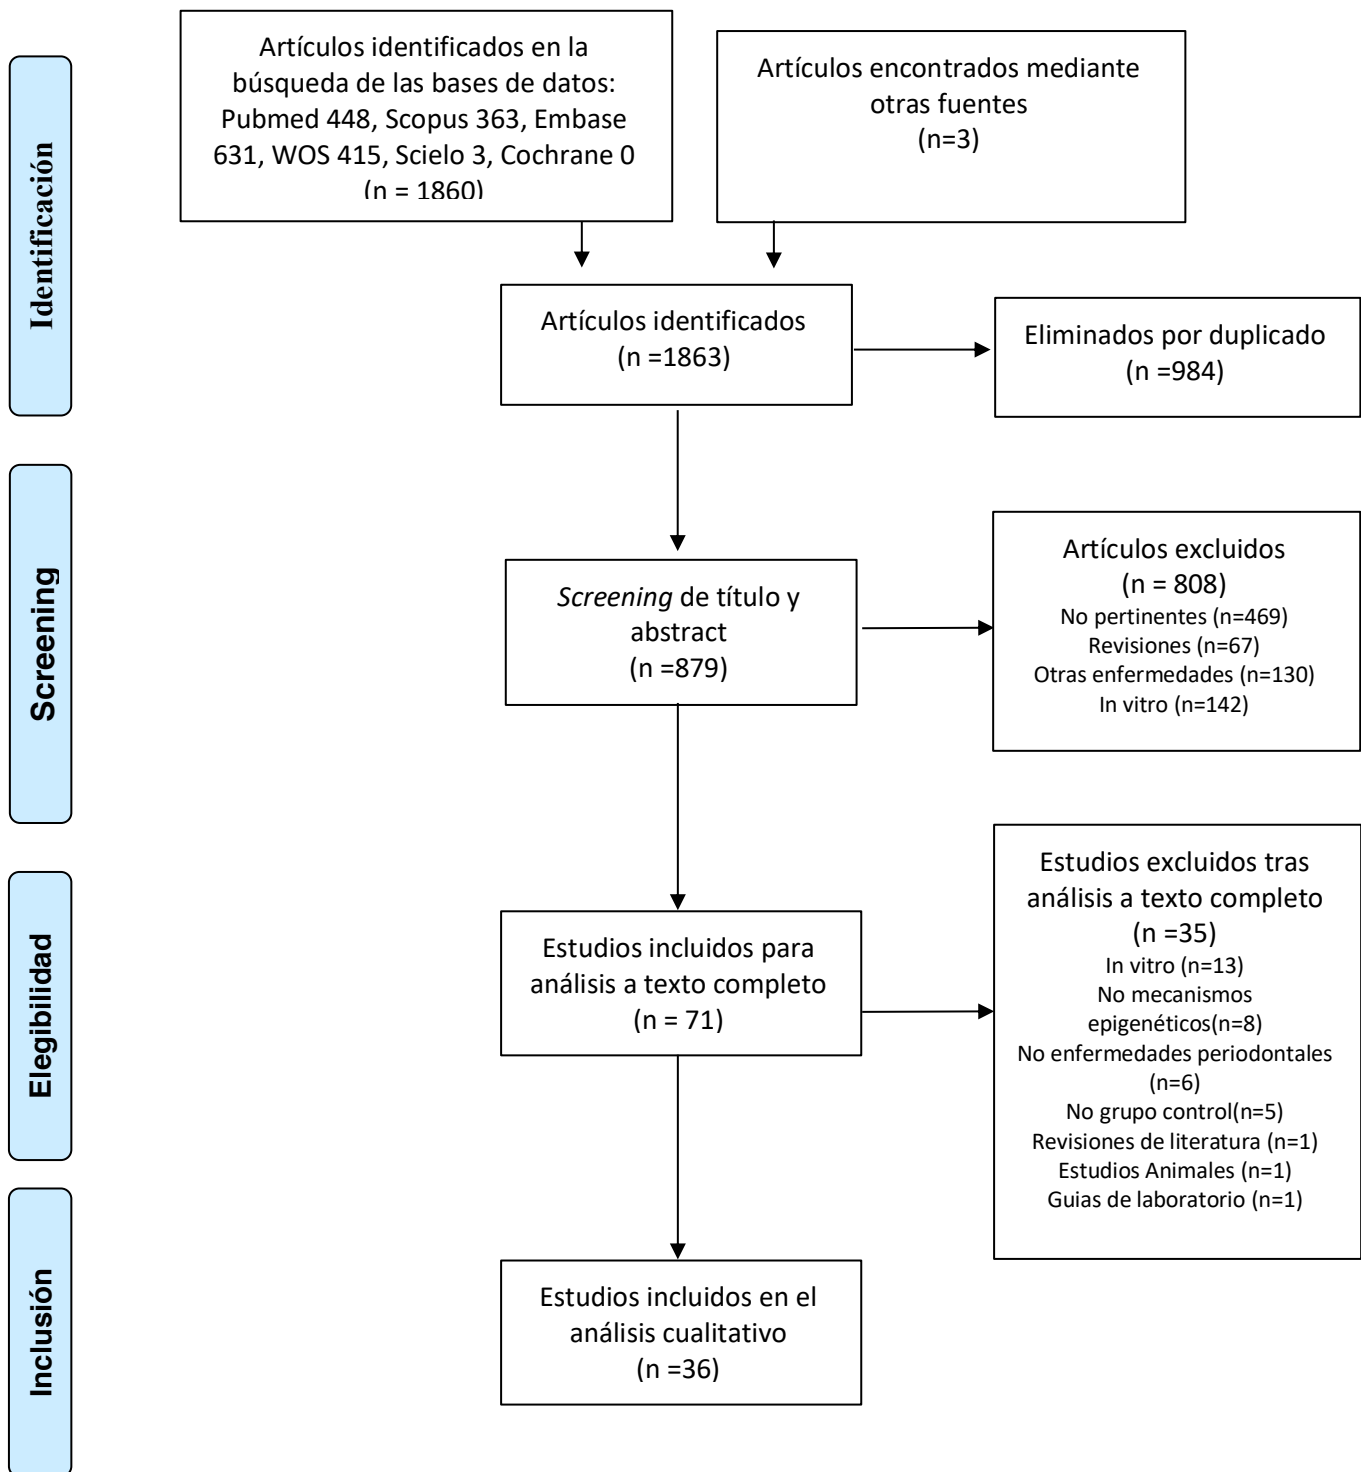 Identificación
Artículos identificados en la
búsqueda de las bases de datos:
Pubmed 448, Scopus 363, Embase
631, WOS 415, Scielo 3, Cochrane 0
(n = 1860)
Artículos encontrados mediante
otras fuentes
(n=3)
Artículos identificados
(n =1863)
Eliminados por duplicado
(n =984)
Screening
Screening de título y
abstract
(n =879)
Artículos excluidos
(n = 808)
No pertinentes (n=469)
Revisiones (n=67)
Otras enfermedades (n=130)
In vitro (n=142)
Elegibilidad
Estudios incluidos para
análisis a texto completo
(n = 71)
Estudios excluidos tras
análisis a texto completo
(n =35)
In vitro (n=13)
No mecanismos
epigenéticos(n=8)
No enfermedades periodontales
(n=6)
No grupo control(n=5)
Revisiones de literatura (n=1)
Estudios Animales (n=1)
Guias de laboratorio (n=1)
Inclusión
Estudios incluidos en el
análisis cualitativo
(n =36)